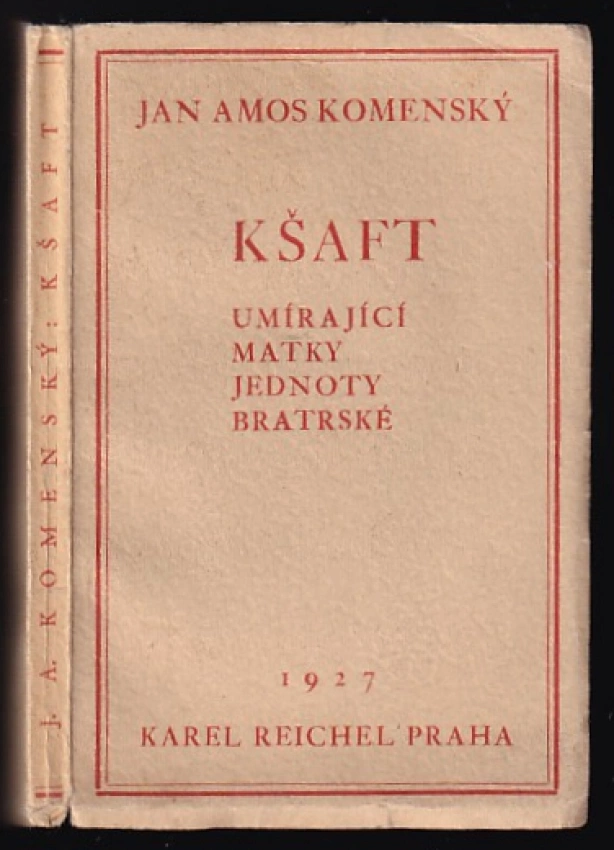 J. A. KOMENSKÝ: KŠAFT
JAN AMOS KOMENSKÝ
KŠAFT
UMÍRAJÍCÍ
MATKY
JEDNOTY
BRATRSKÉ
1927
KAREL REICHEL PRAHA